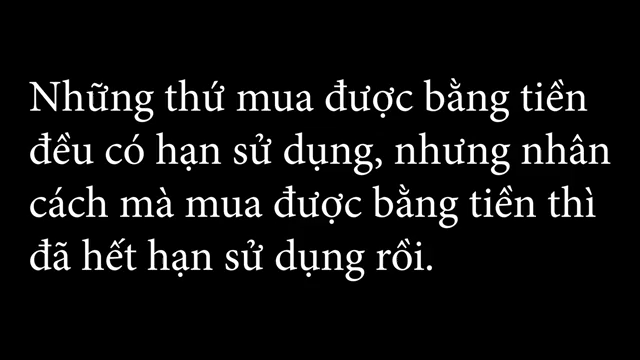 Những thứ mua được bằng tiền
đều có hạn sử dụng, nhưng nhân
cách mà mua được bằng tiền thì
đã hết hạn sử dụng rồi.